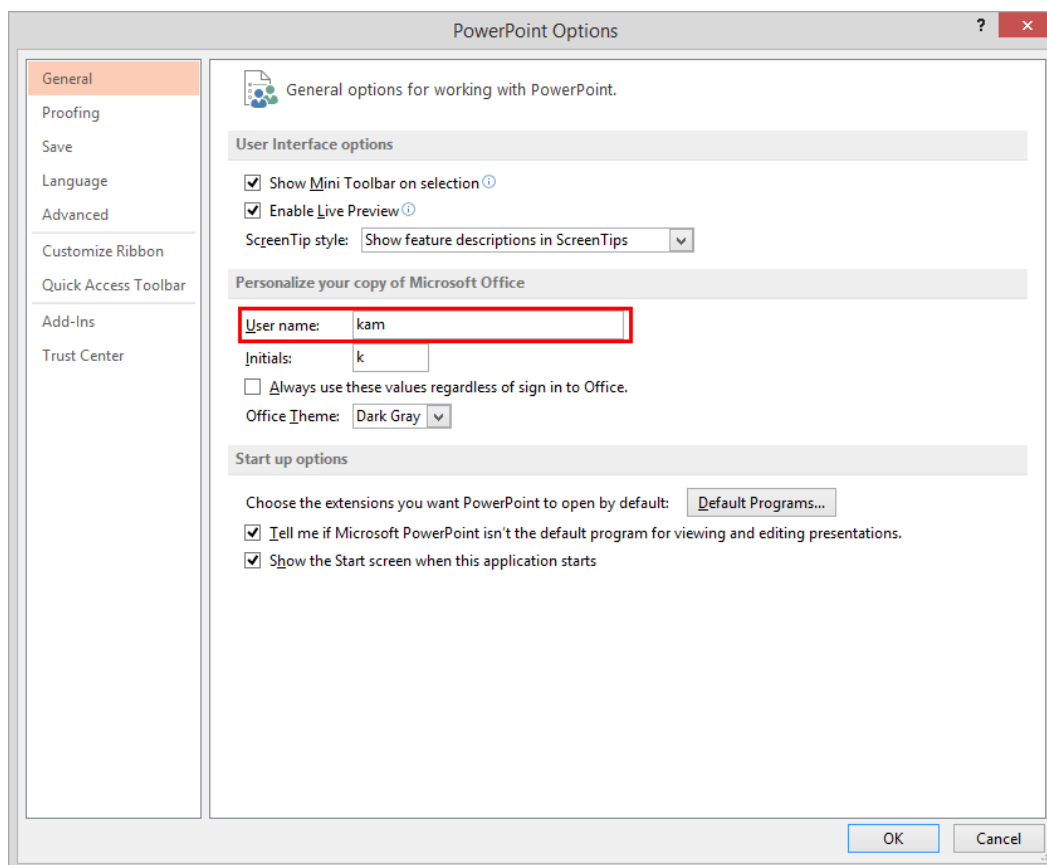 PowerPoint Options
?
General
Proofing
Save
Language
Advanced
Customize Ribbon
Quick Access Toolbar
Add-Ins
Trust Center
General options for working with PowerPoint.
User Interface options
Show Mini Toolbar on selection
Enable Live Preview
ScreenTip style: Show feature descriptions in ScreenTips
Personalize your copy of Microsoft Office
User name: kam
Initials: k
Always use these values regardless of sign in to Office.
Office Theme: Dark Gray
Start up options
Choose the extensions you want PowerPoint to open by default: Default Programs...
Tell me if Microsoft PowerPoint isn't the default program for viewing and editing presentations.
Show the Start screen when this application starts
OK Cancel